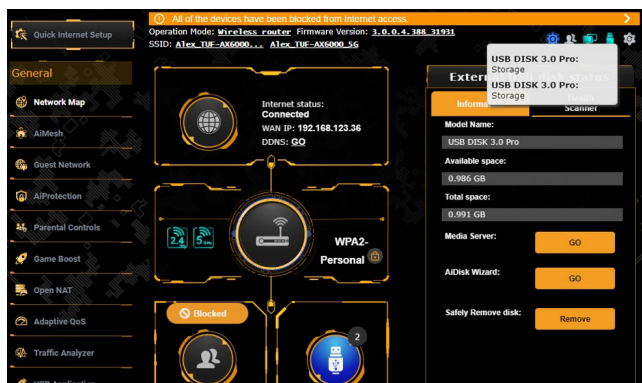 All of the devices have been blocked from Internet access.
Quick Internet Setup
Operation Mode: Wireless router Firmware Version: 3.0.0.4.388_31931
SSID: Alex_TUF-AX6000... Alex_TUF-AX6000_5G
USB DISK 3.0 Pro:
Storage
USB DISK 3.0 Pro:
Storage
General
Network Map
AiMesh
Guest Network
AiProtection
Parental Controls
Game Boost
Open NAT
Adaptive QoS
Traffic Analyzer
USB Application
Internet status:
Connected
WAN IP: 192.168.123.36
DDNS: GO
2.4 GHz
5 GHz
WPA2-
Personal
Blocked
2
Scanner
Model Name:
USB DISK 3.0 Pro
Available space:
0.986 GB
Total space:
0.991 GB
Media Server:
GO
AiDisk Wizard:
GO
Safely Remove disk:
Remove